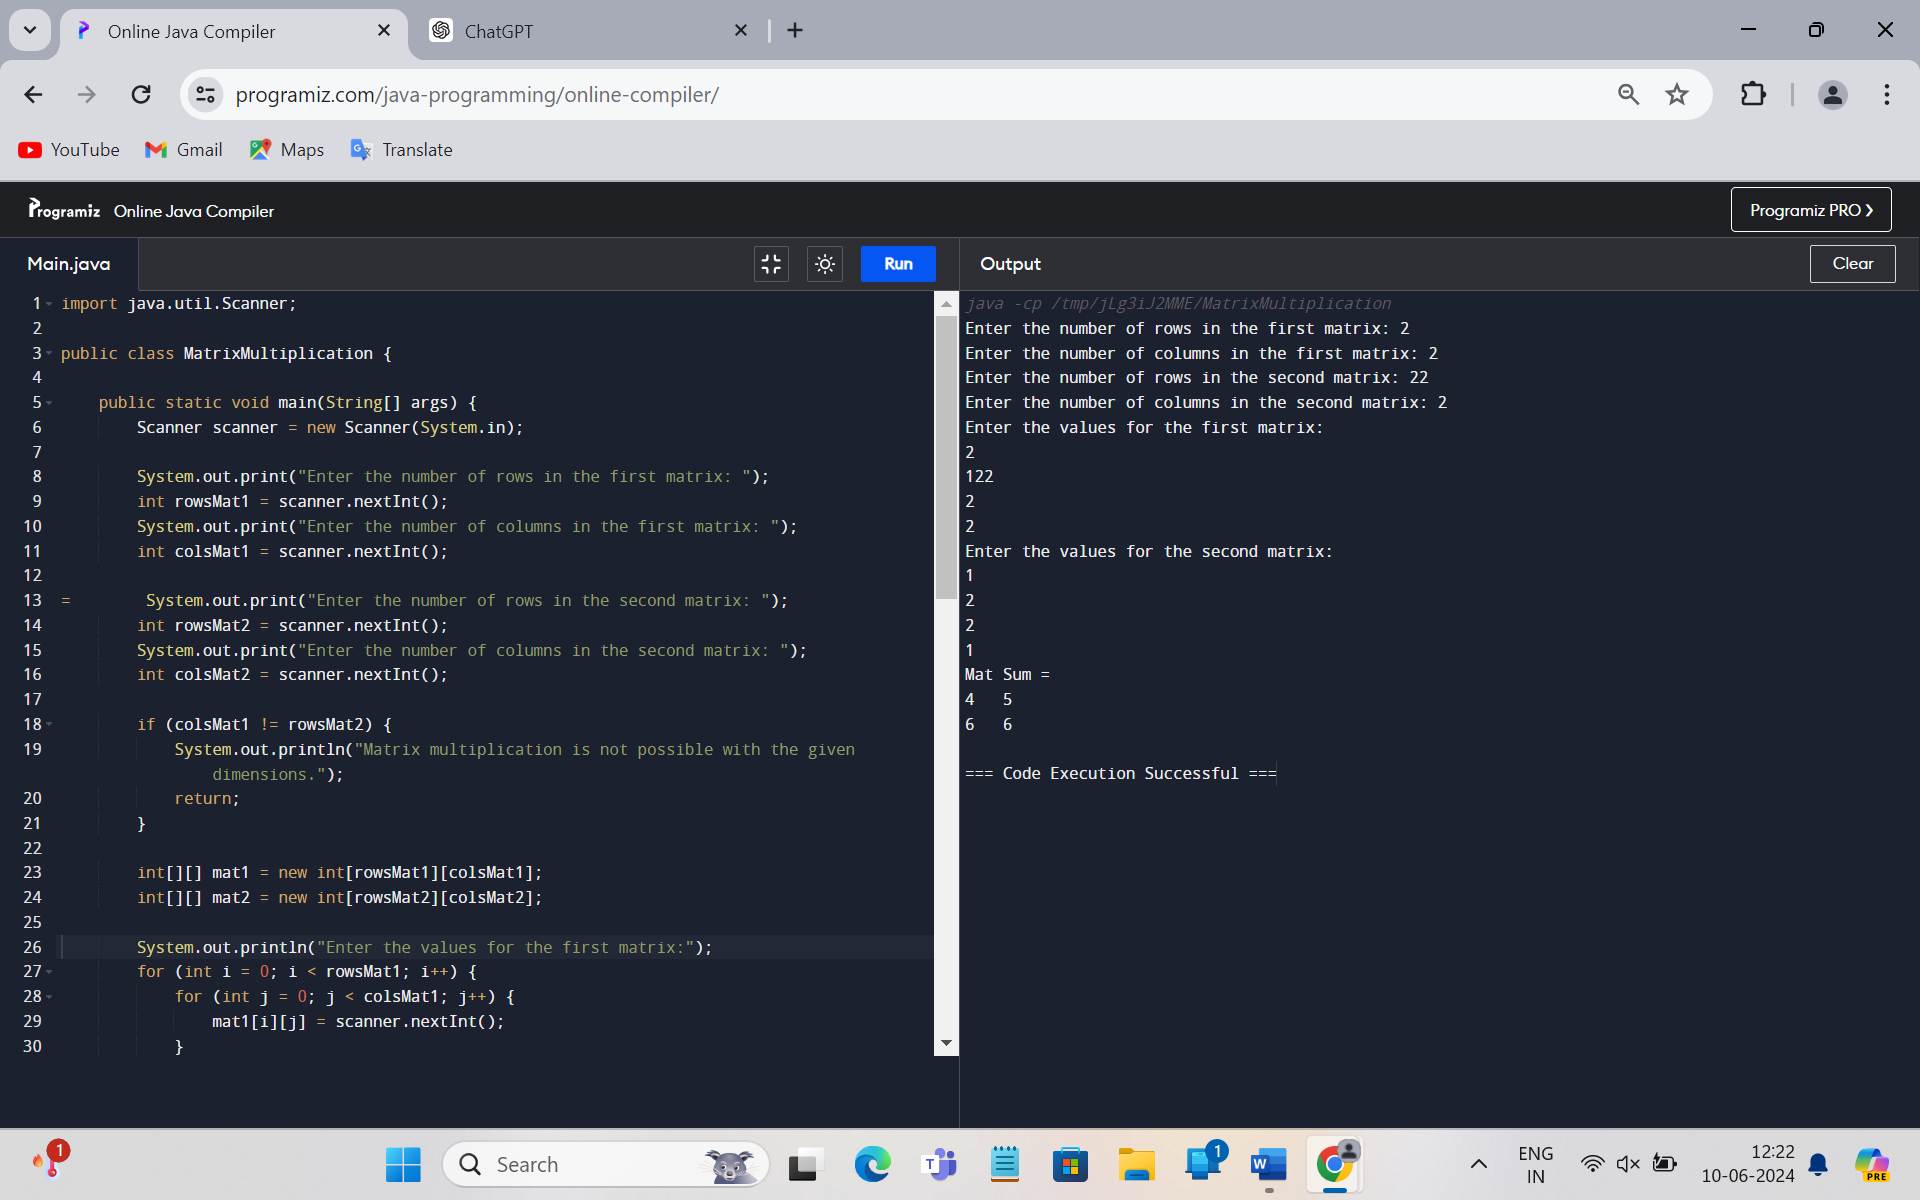 Online Java Compiler
ChatGPT
programiz.com/java-programming/online-compiler/
YouTube
Gmail
Maps
Translate
Programiz
Online Java Compiler
Programiz PRO ❯
Main.java
Run
1 import java.util.Scanner;
2
3 public class MatrixMultiplication {
4
5 public static void main(String[] args) {
6 Scanner scanner = new Scanner(System.in);
7
8 System.out.print("Enter the number of rows in the first matrix: ");
9 int rowsMat1 = scanner.nextInt();
10 System.out.print("Enter the number of columns in the first matrix: ");
11 int colsMat1 = scanner.nextInt();
12
13 = System.out.print("Enter the number of rows in the second matrix: ");
14 int rowsMat2 = scanner.nextInt();
15 System.out.print("Enter the number of columns in the second matrix: ");
16 int colsMat2 = scanner.nextInt();
17
18 if (colsMat1 != rowsMat2) {
19 System.out.println("Matrix multiplication is not possible with the given
dimensions.");
20 return;
21 }
22
23 int[][] mat1 = new int[rowsMat1][colsMat1];
24 int[][] mat2 = new int[rowsMat2][colsMat2];
25
26 System.out.println("Enter the values for the first matrix:");
27 for (int i = 0; i < rowsMat1; i++) {
28 for (int j = 0; j < colsMat1; j++) {
29 mat1[i][j] = scanner.nextInt();
30 }
Output
Clear
java -cp /tmp/jLg3iJ2MME/MatrixMultiplication
Enter the number of rows in the first matrix: 2
Enter the number of columns in the first matrix: 2
Enter the number of rows in the second matrix: 22
Enter the number of columns in the second matrix: 2
Enter the values for the first matrix:
2
122
2
2
Enter the values for the second matrix:
1
2
2
1
Mat Sum =
4 5
6 6
=== Code Execution Successful ===
1
Search
1
ENG
IN
12:22
10-06-2024
PRE